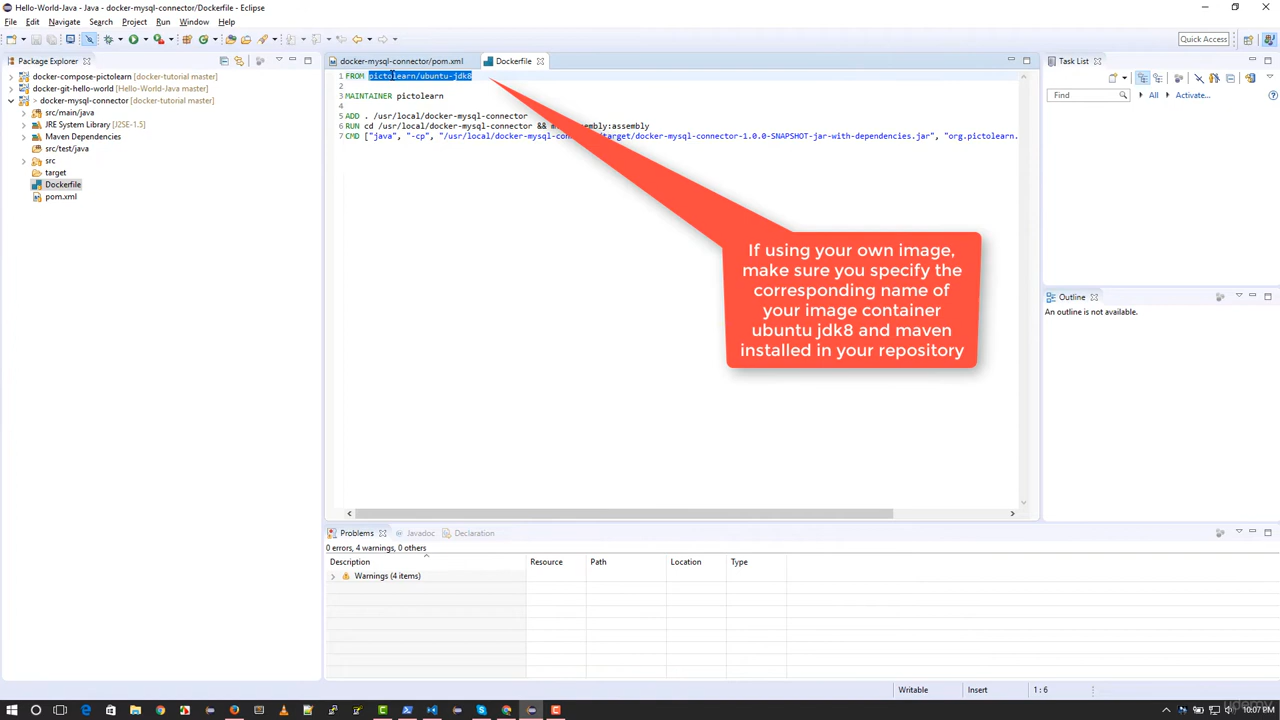 Hello-World-Java - Java - docker-mysql-connector/Dockerfile - Eclipse
File Edit Navigate Search Project Run Window Help
Quick Access
Package Explorer
docker-compose-pictolearn [docker-tutorial master]
docker-git-hello-world [Hello-World-Java master]
> docker-mysql-connector [docker-tutorial master]
src/main/java
JRE System Library [J2SE-1.5]
Maven Dependencies
src/test/java
src
target
Dockerfile
pom.xml
docker-mysql-connector/pom.xml
Dockerfile
1 FROM pictolearn/ubuntu-jdk8
2
3 MAINTAINER pictolearn
4
5 ADD . /usr/local/docker-mysql-connector
6 RUN cd /usr/local/docker-mysql-connector && m ssembly:assembly
7 CMD ["java", "-cp", "/usr/local/docker-mysql-con target/docker-mysql-connector-1.0.0-SNAPSHOT-jar-with-dependencies.jar", "org.pictolearn.
If using your own image,
make sure you specify the
corresponding name of
your image container
ubuntu jdk8 and maven
installed in your repository
Task List
Find
All
Activate...
Outline
An outline is not available.
Problems
Javadoc
Declaration
0 errors, 4 warnings, 0 others
Description Resource Path Location Type
Warnings (4 items)
Writable Insert 1 : 6
10:07 PM
udemy